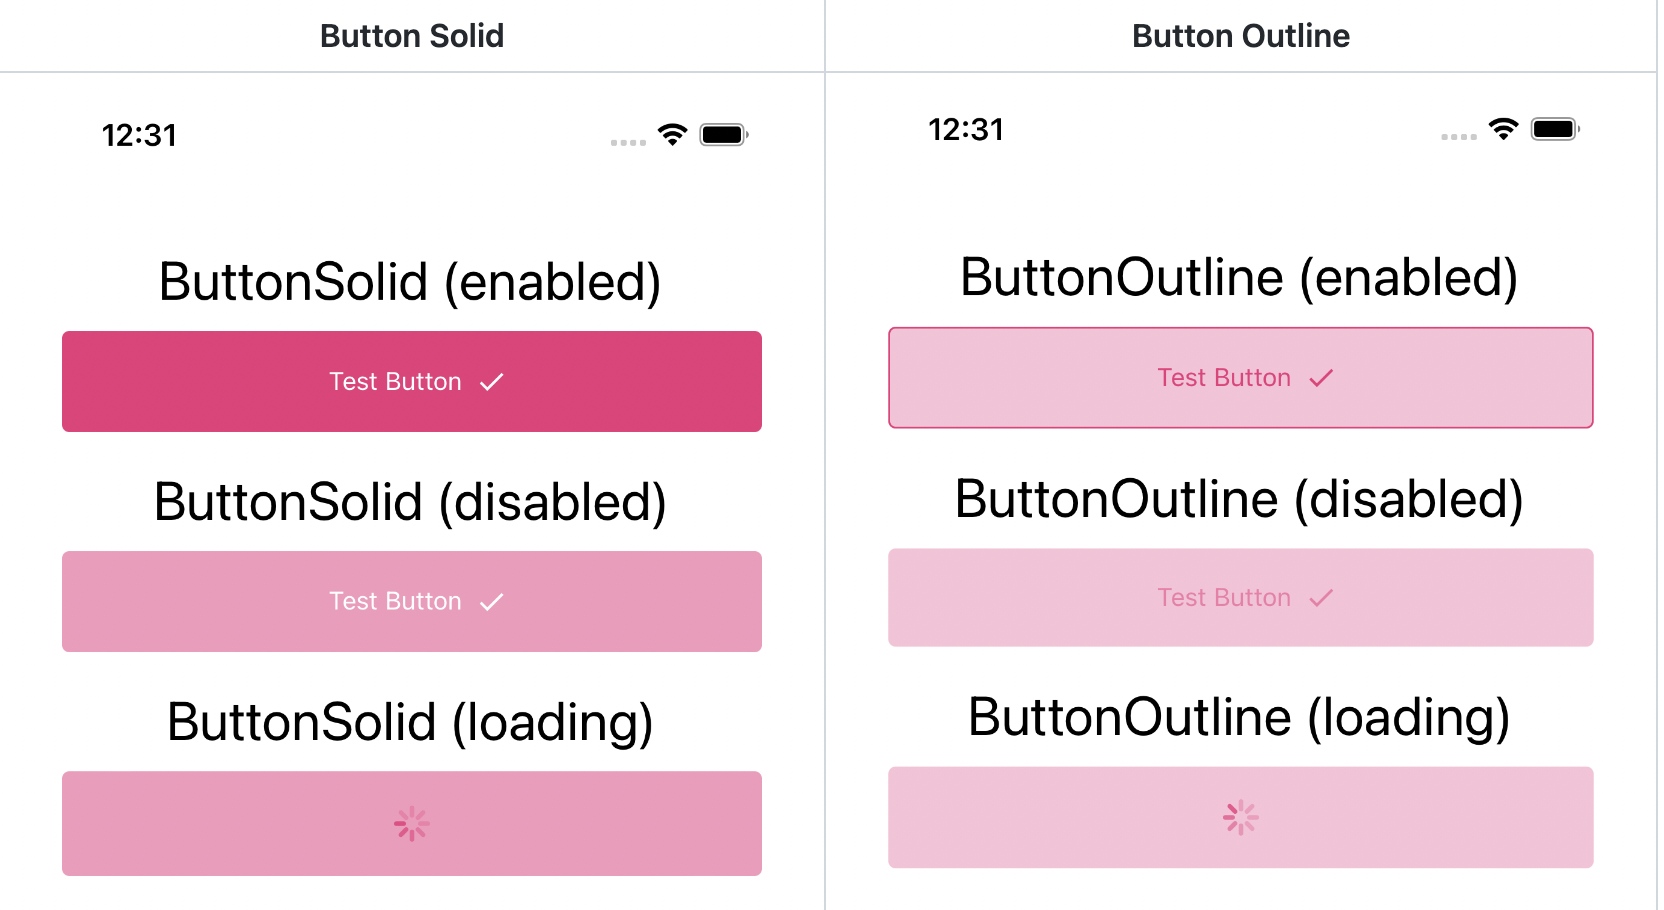 Button Solid
Button Outline
12:31
ButtonSolid (enabled)
Test Button
ButtonSolid (disabled)
Test Button
ButtonSolid (loading)
12:31
ButtonOutline (enabled)
Test Button
ButtonOutline (disabled)
Test Button
ButtonOutline (loading)